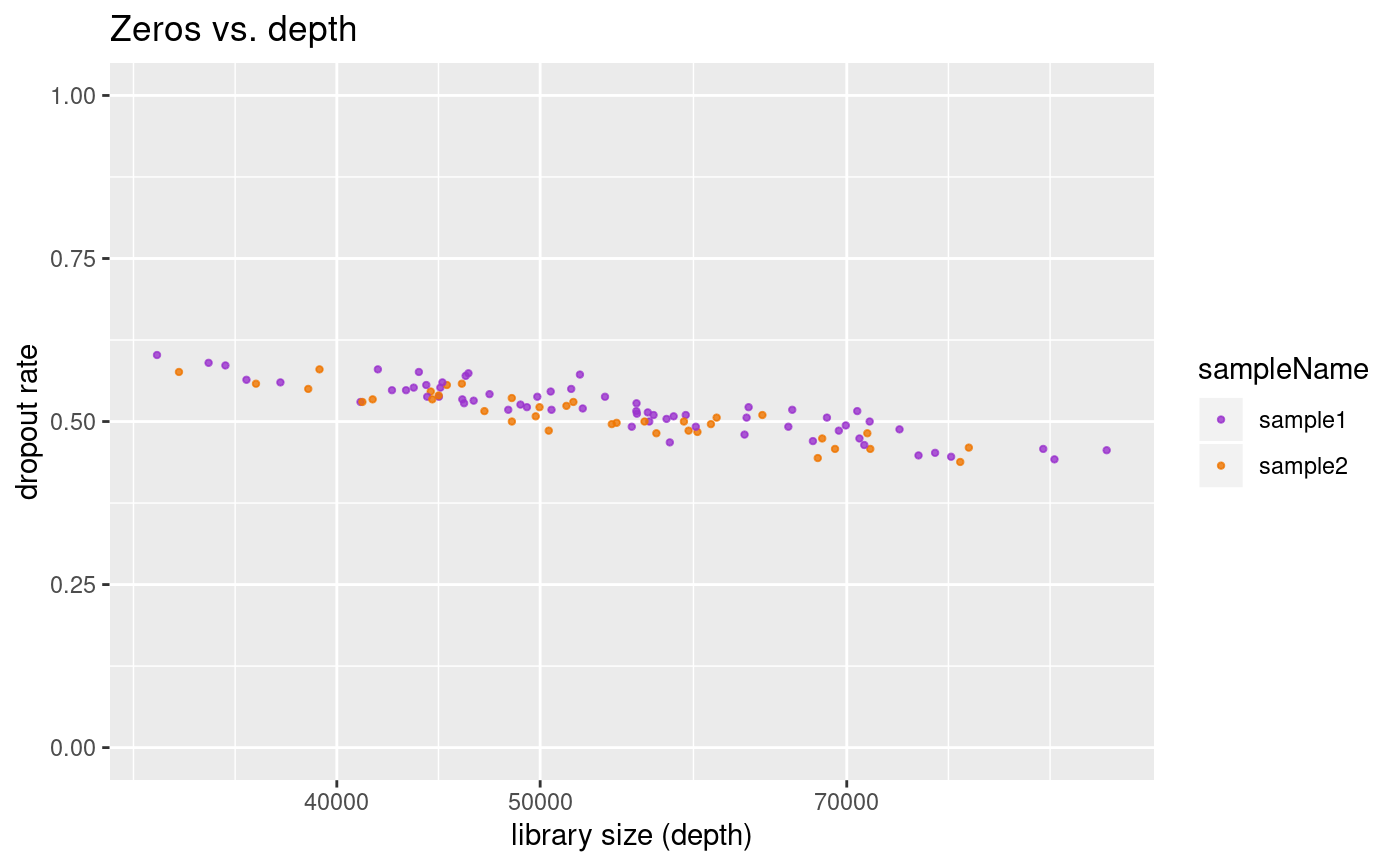 Zeros vs. depth
1.00
0.75
0.50
0.25
0.00
dropout rate
40000
50000
70000
library size (depth)
sampleName
sample1
sample2